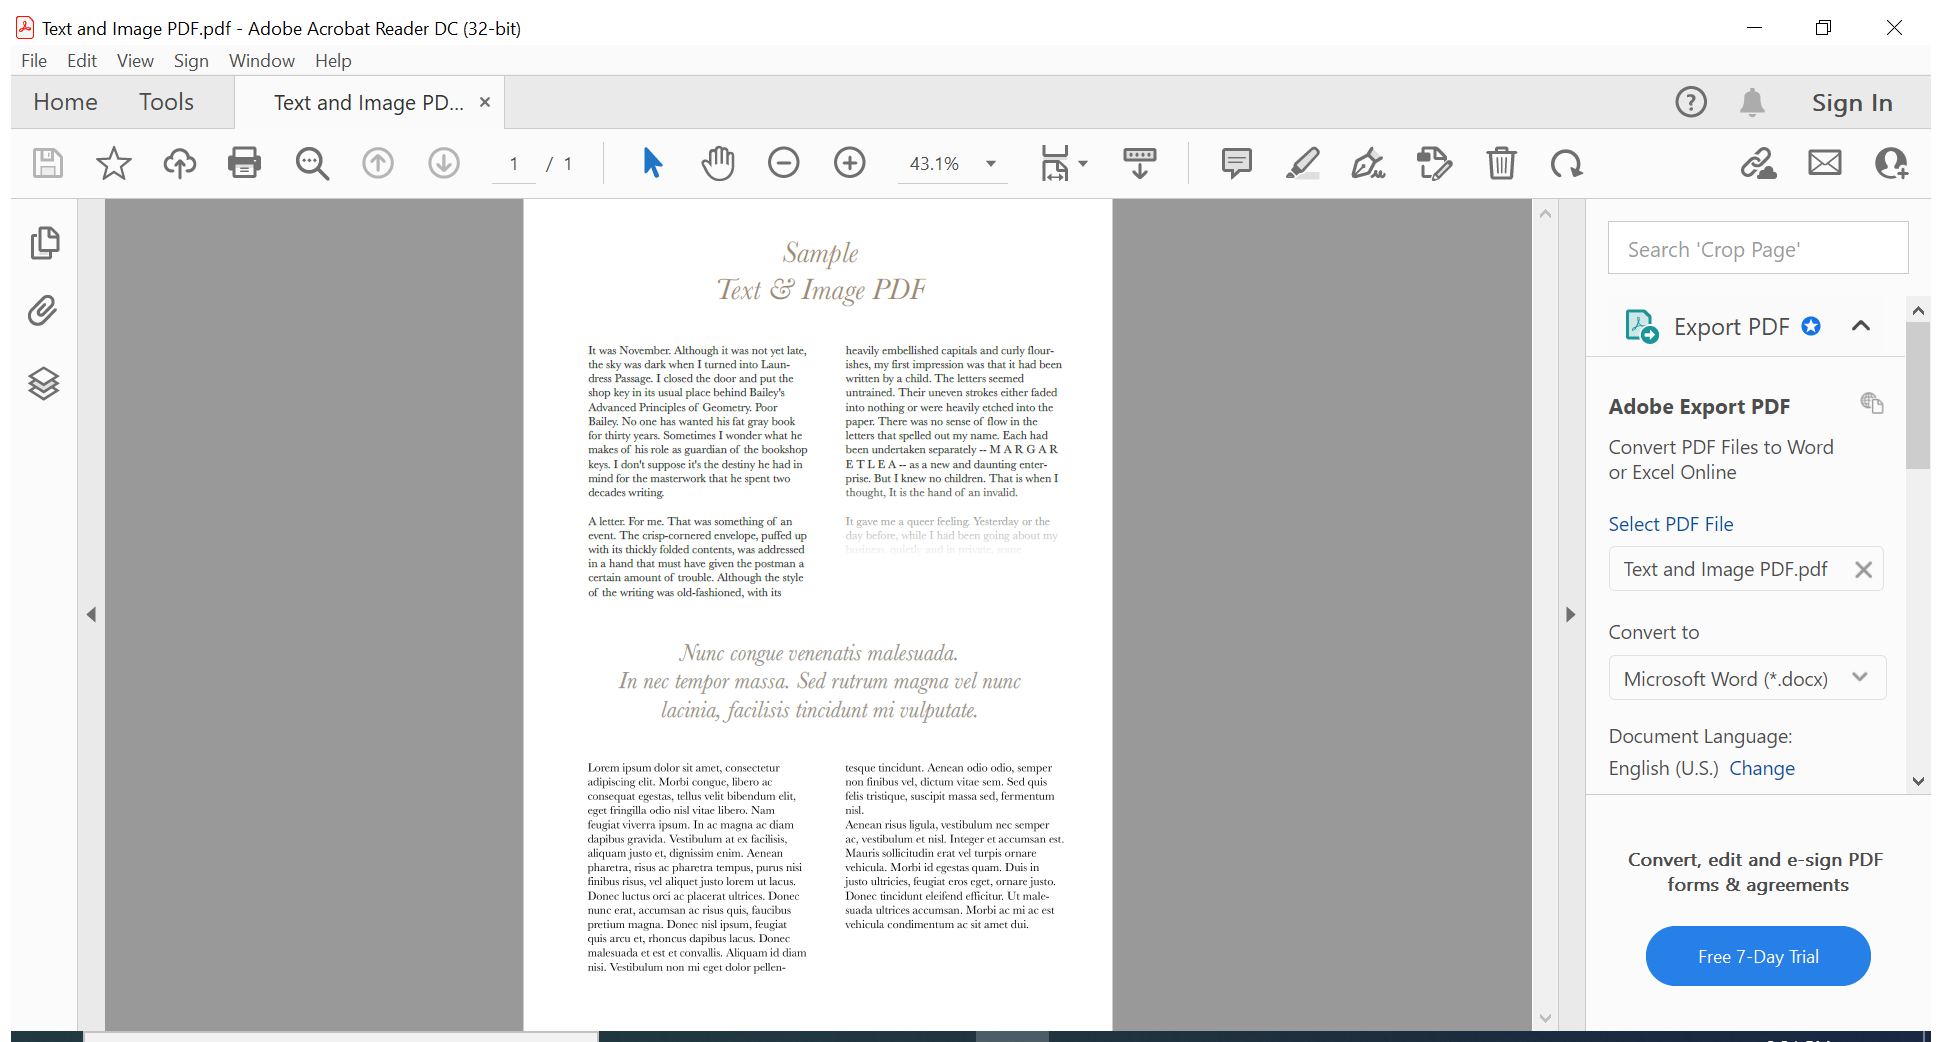 Text and Image PDF.pdf - Adobe Acrobat Reader DC (32-bit)
File Edit View Sign Window Help
Home Tools Text and Image PD... ×
Sign In
1 / 1 43.1%
Sample
Text & Image PDF
It was November. Although it was not yet late,
the sky was dark when I turned into Laun-
dress Passage. I closed the door and put the
shop key in its usual place behind Bailey's
Advanced Principles of Geometry. Poor
Bailey. No one has wanted his fat gray book
for thirty years. Sometimes I wonder what he
makes of his role as guardian of the bookshop
keys. I don't suppose it's the destiny he had in
mind for the masterwork that he spent two
decades writing.
A letter. For me. That was something of an
event. The crisp-cornered envelope, puffed up
with its thickly folded contents, was addressed
in a hand that must have given the postman a
certain amount of trouble. Although the style
of the writing was old-fashioned, with its
heavily embellished capitals and curly flour-
ishes, my first impression was that it had been
written by a child. The letters seemed
untrained. Their uneven strokes either faded
into nothing or were heavily etched into the
paper. There was no sense of flow in the
letters that spelled out my name. Each had
been undertaken separately -- M A R G A R
E T L E A -- as a new and daunting enter-
prise. But I knew no children. That is when I
thought, It is the hand of an invalid.
It gave me a queer feeling. Yesterday or the
day before, while I had been going about my
business, quietly and in private, some
Nunc congue venenatis malesuada.
In nec tempor massa. Sed rutrum magna vel nunc
lacinia, facilisis tincidunt mi vulputate.
Lorem ipsum dolor sit amet, consectetur
adipiscing elit. Morbi congue, libero ac
consequat egestas, tellus velit bibendum elit,
eget fringilla odio nisl vitae libero. Nam
feugiat viverra ipsum. In ac magna ac diam
dapibus gravida. Vestibulum at ex facilisis,
aliquam justo et, dignissim enim. Aenean
pharetra, risus ac pharetra tempus, purus nisi
finibus risus, vel aliquet justo lorem ut lacus.
Donec luctus orci ac placerat ultrices. Donec
nunc erat, accumsan ac risus quis, faucibus
pretium magna. Donec nisl ipsum, feugiat
quis arcu et, rhoncus dapibus lacus. Donec
malesuada et est et convallis. Aliquam id diam
nisi. Vestibulum non mi eget dolor pellen-
tesque tincidunt. Aenean odio odio, semper
non finibus vel, dictum vitae sem. Sed quis
felis tristique, suscipit massa sed, fermentum
nisl.
Aenean risus ligula, vestibulum nec semper
ac, vestibulum et nisl. Integer et accumsan est.
Mauris sollicitudin erat vel turpis ornare
vehicula. Morbi id egestas quam. Duis in
justo ultricies, feugiat eros eget, ornare justo.
Donec tincidunt eleifend efficitur. Ut male-
suada ultrices accumsan. Morbi ac mi ac est
vehicula condimentum ac sit amet dui.
Search 'Crop Page'
Export PDF
Adobe Export PDF
Convert PDF Files to Word
or Excel Online
Select PDF File
Text and Image PDF.pdf
Convert to
Microsoft Word (*.docx)
Document Language:
English (U.S.) Change
Convert, edit and e-sign PDF
forms & agreements
Free 7-Day Trial